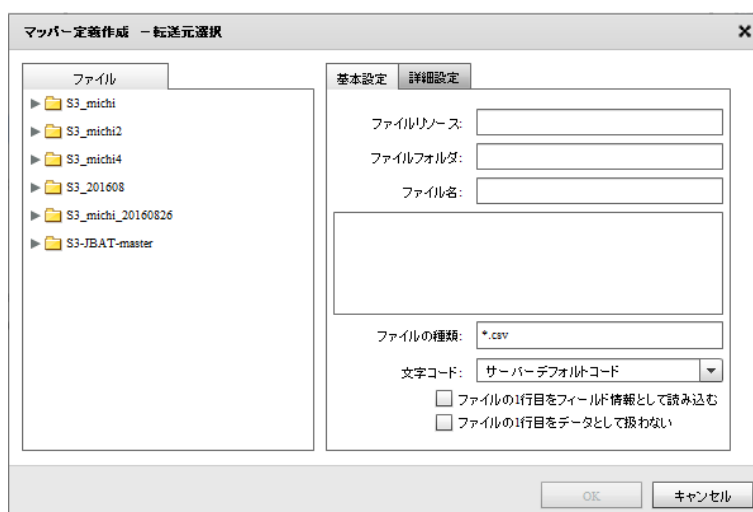 マッパー定義作成 －転送元選択
ファイル
S3_michi
S3_michi2
S3_michi4
S3_201608
S3_michi_20160826
S3-JBAT-master
基本設定 詳細設定
ファイルリソース:
ファイルフォルダ:
ファイル名:
ファイルの種類: *.csv
文字コード: サーバーデフォルトコード
ファイルの1行目をフィールド情報として読み込む
ファイルの1行目をデータとして扱わない
OK キャンセル